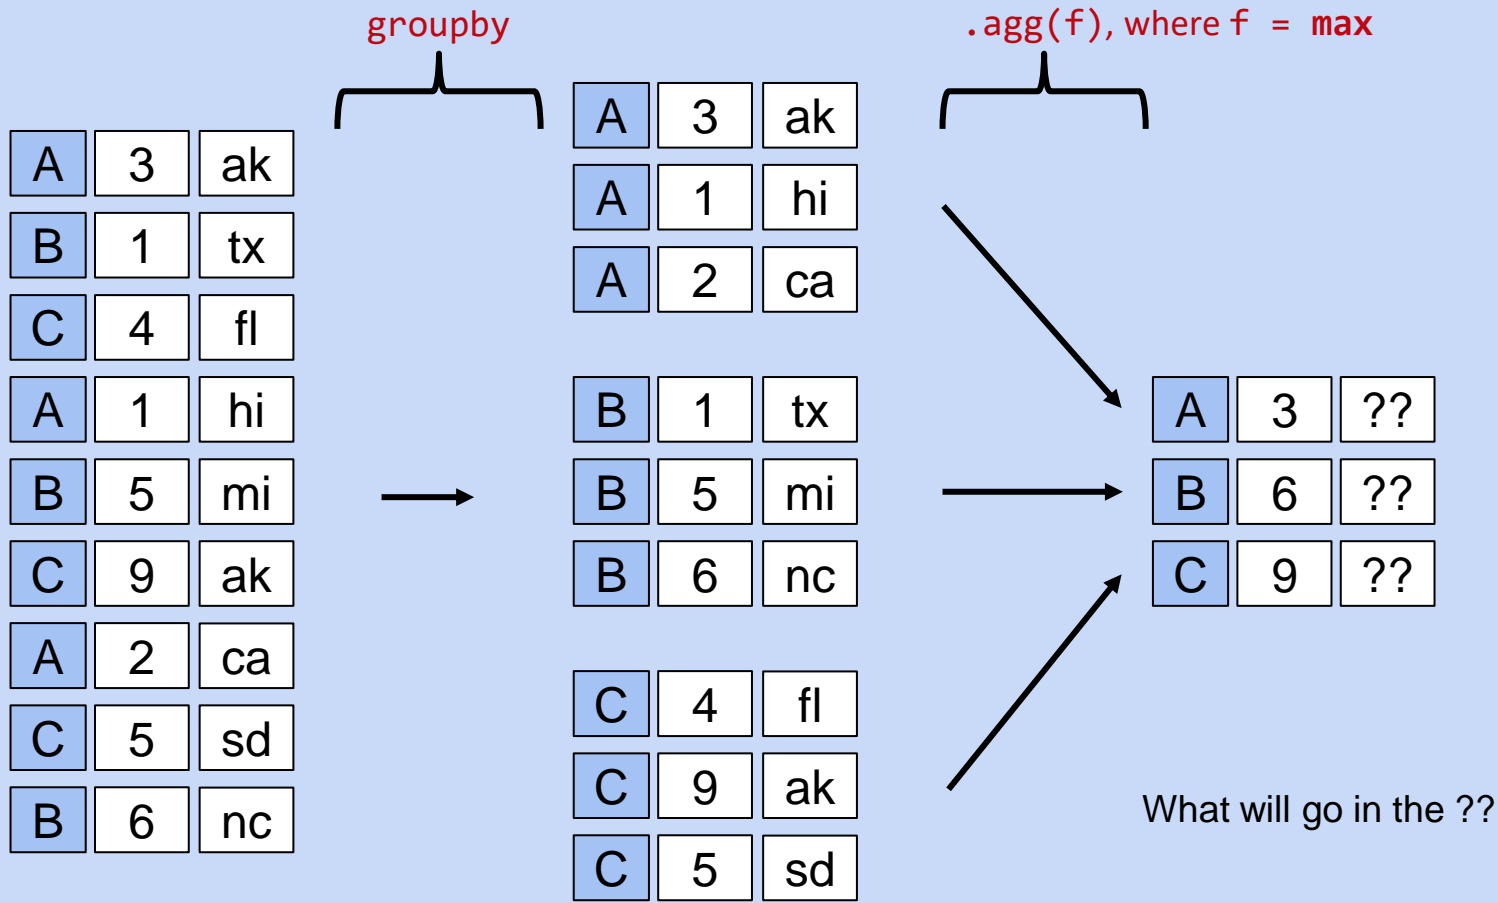 groupby
.agg(f), where f = max
A 3 ak
B 1 tx
C 4 fl
A 1 hi
B 5 mi
C 9 ak
A 2 ca
C 5 sd
B 6 nc
A 3 ak
A 1 hi
A 2 ca
B 1 tx
B 5 mi
B 6 nc
C 4 fl
C 9 ak
C 5 sd
A 3 ??
B 6 ??
C 9 ??
What will go in the ??